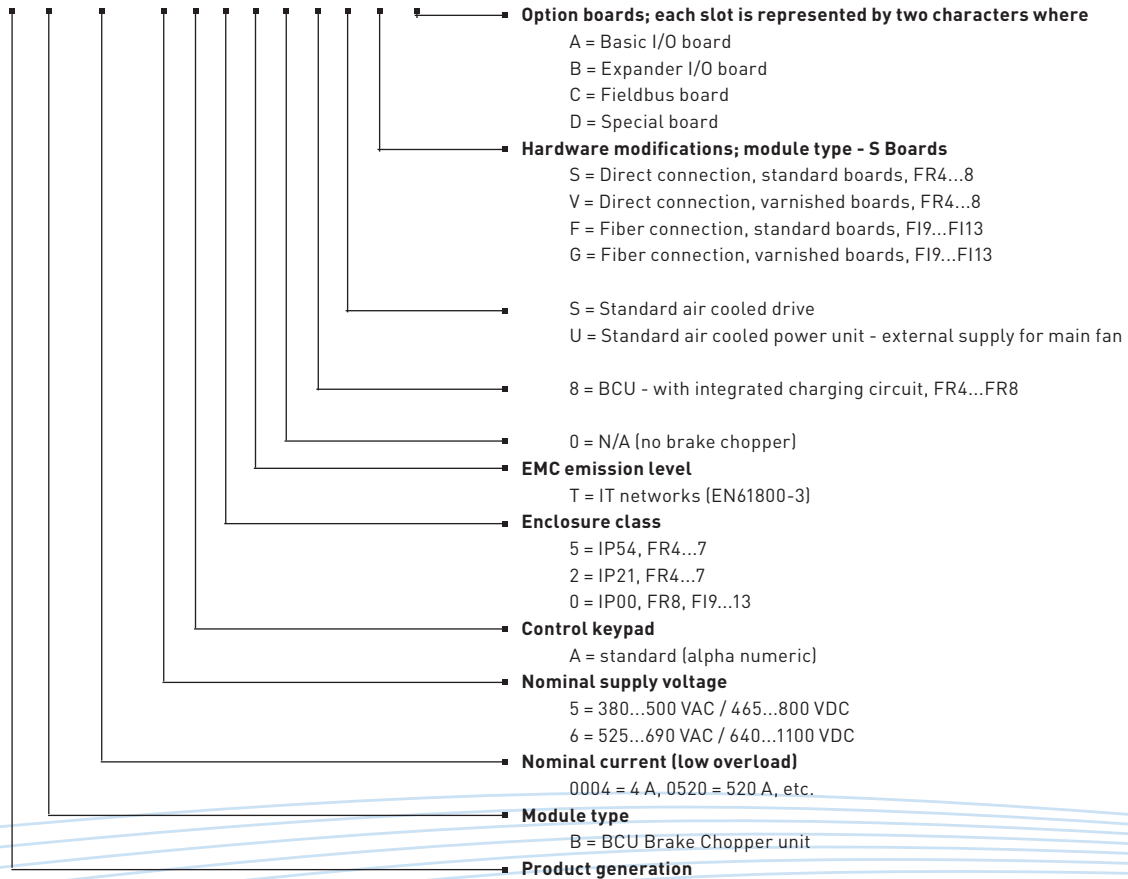 Option boards; each slot is represented by two characters where
A = Basic I/O board
B = Expander I/O board
C = Fieldbus board
D = Special board
Hardware modifications; module type - S Boards
S = Direct connection, standard boards, FR4...8
V = Direct connection, varnished boards, FR4...8
F = Fiber connection, standard boards, FI9...FI13
G = Fiber connection, varnished boards, FI9...FI13
S = Standard air cooled drive
U = Standard air cooled power unit - external supply for main fan
8 = BCU - with integrated charging circuit, FR4...FR8
0 = N/A (no brake chopper)
EMC emission level
T = IT networks (EN61800-3)
Enclosure class
5 = IP54, FR4...7
2 = IP21, FR4...7
0 = IP00, FR8, FI9...13
Control keypad
A = standard (alpha numeric)
Nominal supply voltage
5 = 380...500 VAC / 465...800 VDC
6 = 525...690 VAC / 640...1100 VDC
Nominal current (low overload)
0004 = 4 A, 0520 = 520 A, etc.
Module type
B = BCU Brake Chopper unit
Product generation